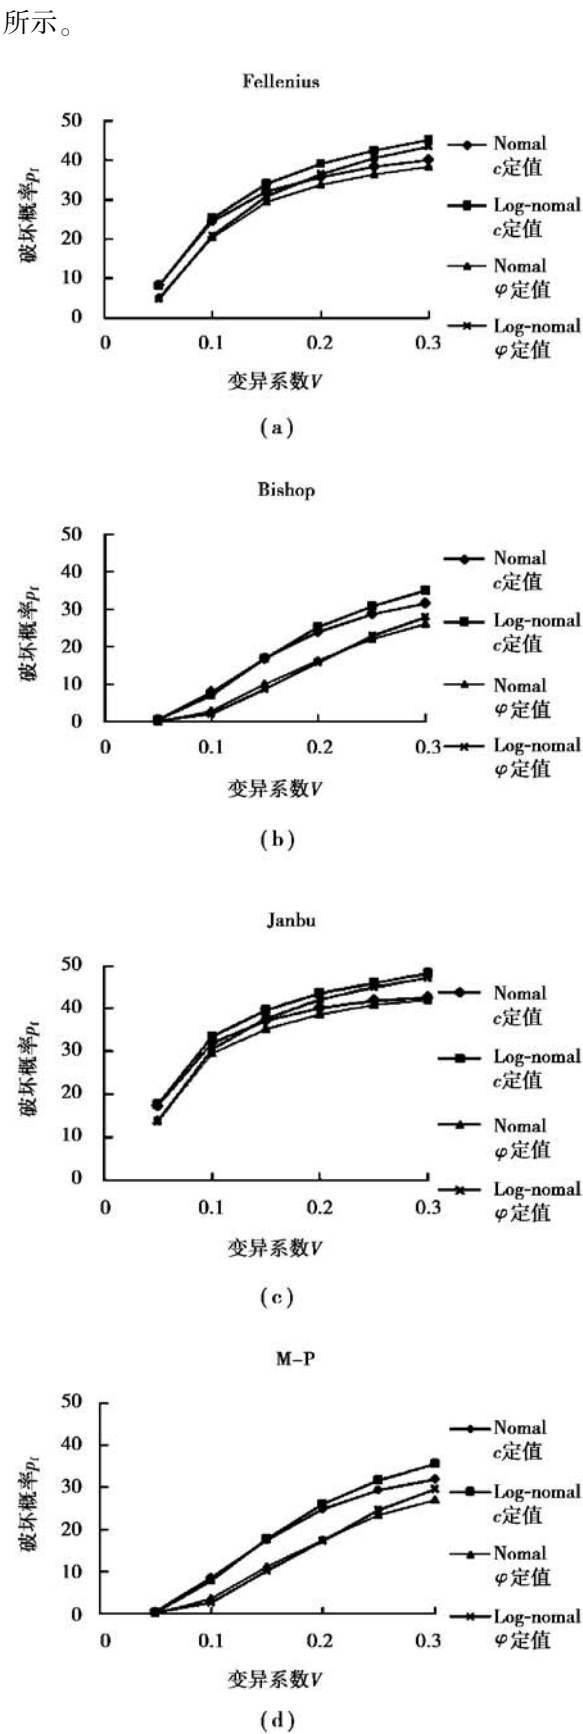 所示。
Fellenius
50
40
30
20
10
0
破坏概率pf
0 0.1 0.2 0.3
变异系数V
Nomal
c定值
Log-nomal
c定值
Nomal
φ定值
Log-nomal
φ定值
(a)
Bishop
50
40
30
20
10
0
破坏概率pf
0 0.1 0.2 0.3
变异系数V
Nomal
c定值
Log-nomal
c定值
Nomal
φ定值
Log-nomal
φ定值
(b)
Janbu
50
40
30
20
10
0
破坏概率pf
0 0.1 0.2 0.3
变异系数V
Nomal
c定值
Log-nomal
c定值
Nomal
φ定值
Log-nomal
φ定值
(c)
M-P
50
40
30
20
10
0
破坏概率pf
0 0.1 0.2 0.3
变异系数V
Nomal
c定值
Log-nomal
c定值
Nomal
φ定值
Log-nomal
φ定值
(d)